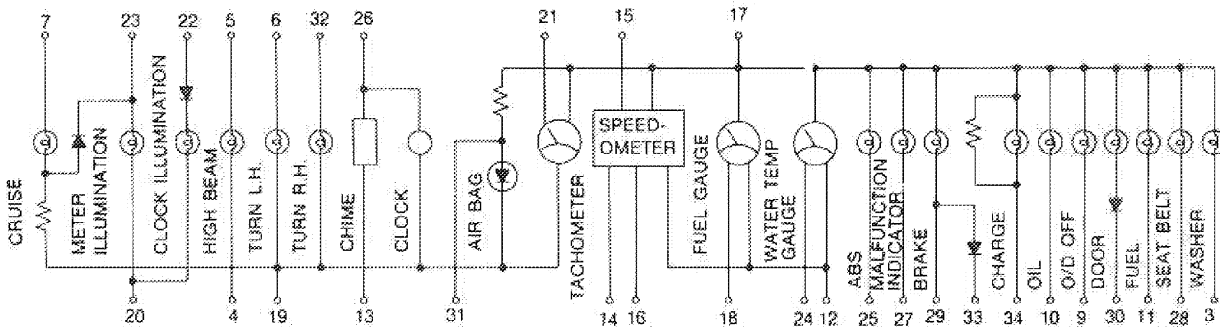 7 23 22 5 6 32 26 21 15 17
CRUISE
METER
ILLUMINATION
CLOCK ILLUMINATION
HIGH BEAM
TURN L.H.
TURN R.H.
CHIME
CLOCK
AIR BAG
TACHOMETER
SPEED-
OMETER
FUEL GAUGE
WATER TEMP
GAUGE
ABS
MALFUNCTION
INDICATOR
BRAKE
CHARGE
OIL
O/D OFF
DOOR
FUEL
SEAT BELT
WASHER
20 4 19 13 31 14 16 18 24 12 25 27 29 33 34 10 9 30 11 28 3